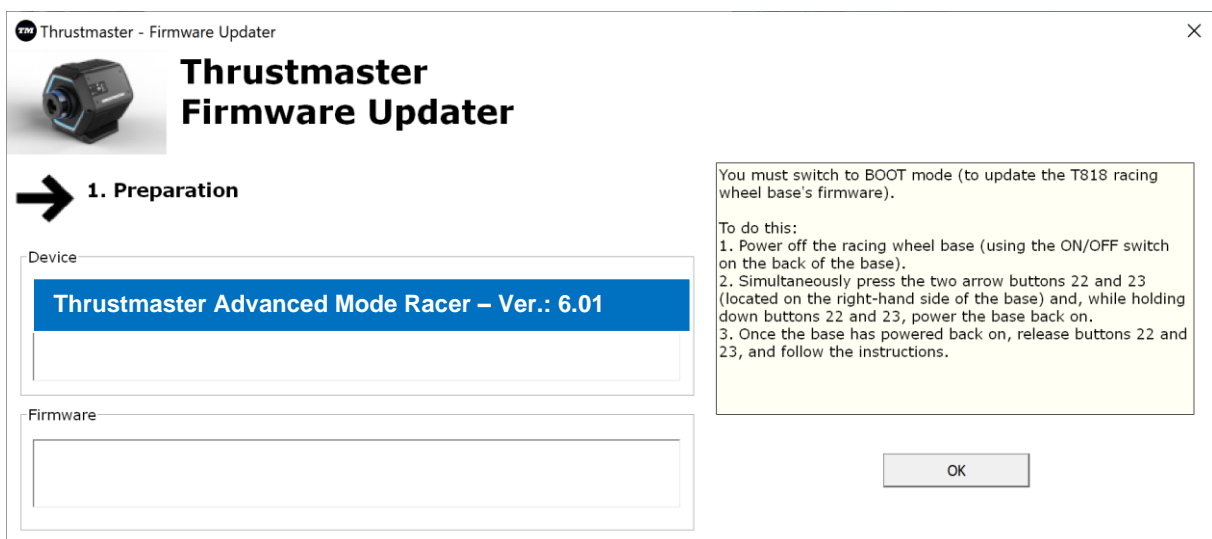 TM Thrustmaster - Firmware Updater
Thrustmaster
Firmware Updater
1. Preparation
Device
Thrustmaster Advanced Mode Racer – Ver.: 6.01
Firmware
You must switch to BOOT mode (to update the T818 racing
wheel base's firmware).
To do this:
1. Power off the racing wheel base (using the ON/OFF switch
on the back of the base).
2. Simultaneously press the two arrow buttons 22 and 23
(located on the right-hand side of the base) and, while holding
down buttons 22 and 23, power the base back on.
3. Once the base has powered back on, release buttons 22 and
23, and follow the instructions.
OK